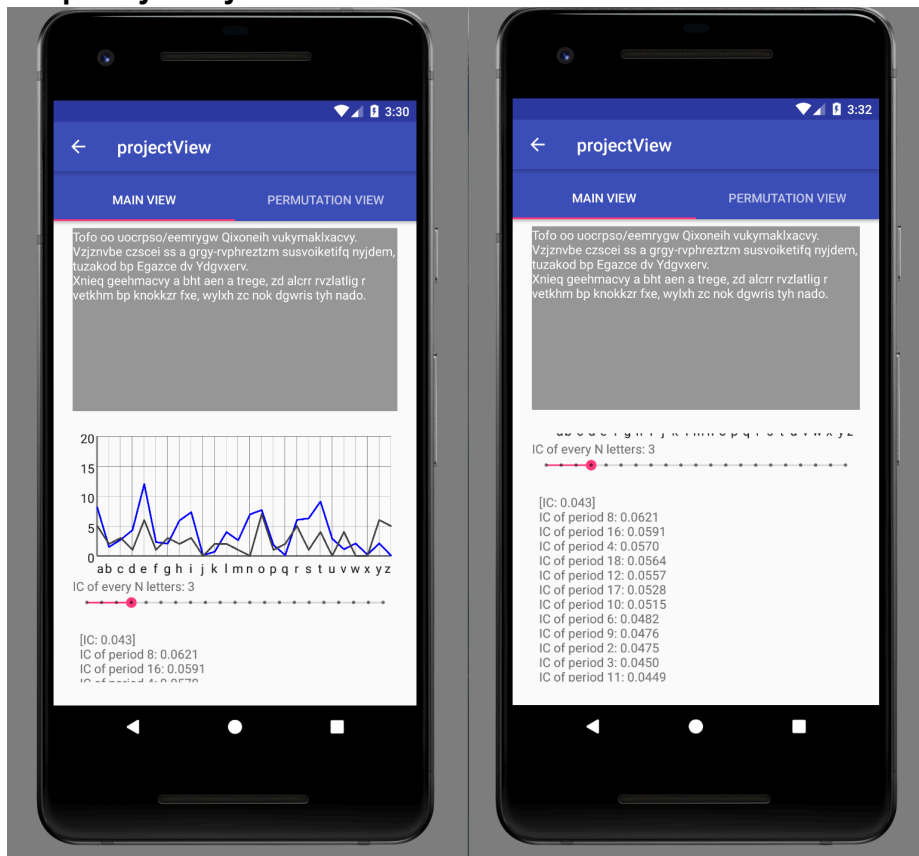 3:30
projectView
MAIN VIEW PERMUTATION VIEW
Tofo oo uocrpso/eemrygw Qixoneih vukymaklxacvy.
Vzjznvbe czscei ss a grgy-rvphreztzm susvoiketifq nyjdem,
tuzakod bp Egazce dv Ydgvxerv.
Xnieq geehmacvy a bht aen a trege, zd alcrr rvzlatlig r
vetkhm bp knokkzr fxe, wylxh zc nok dgwris tyh nado.
20
15
10
5
0
a b c d e f g h i j k l m n o p q r s t u v w x y z
IC of every N letters: 3
[IC: 0.043]
IC of period 8: 0.0621
IC of period 16: 0.0591
IC of period 4: 0.0570
3:32
projectView
MAIN VIEW PERMUTATION VIEW
Tofo oo uocrpso/eemrygw Qixoneih vukymaklxacvy.
Vzjznvbe czscei ss a grgy-rvphreztzm susvoiketifq nyjdem,
tuzakod bp Egazce dv Ydgvxerv.
Xnieq geehmacvy a bht aen a trege, zd alcrr rvzlatlig r
vetkhm bp knokkzr fxe, wylxh zc nok dgwris tyh nado.
a b c d e f g h i j k l m n o p q r s t u v w x y z
IC of every N letters: 3
[IC: 0.043]
IC of period 8: 0.0621
IC of period 16: 0.0591
IC of period 4: 0.0570
IC of period 18: 0.0564
IC of period 12: 0.0557
IC of period 17: 0.0528
IC of period 10: 0.0515
IC of period 6: 0.0482
IC of period 9: 0.0476
IC of period 2: 0.0475
IC of period 3: 0.0450
IC of period 11: 0.0449